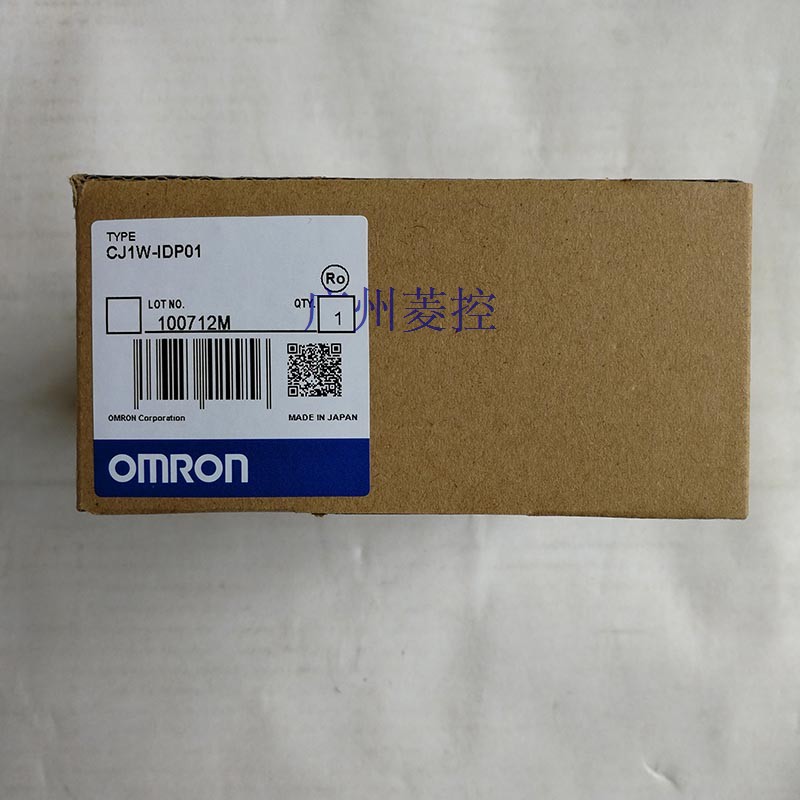 TYPE
CJ1W-IDP01
Ro
LOT NO. QTY.
100712M 1
广州菱控
OMRON Corporation MADE IN JAPAN
OMRON